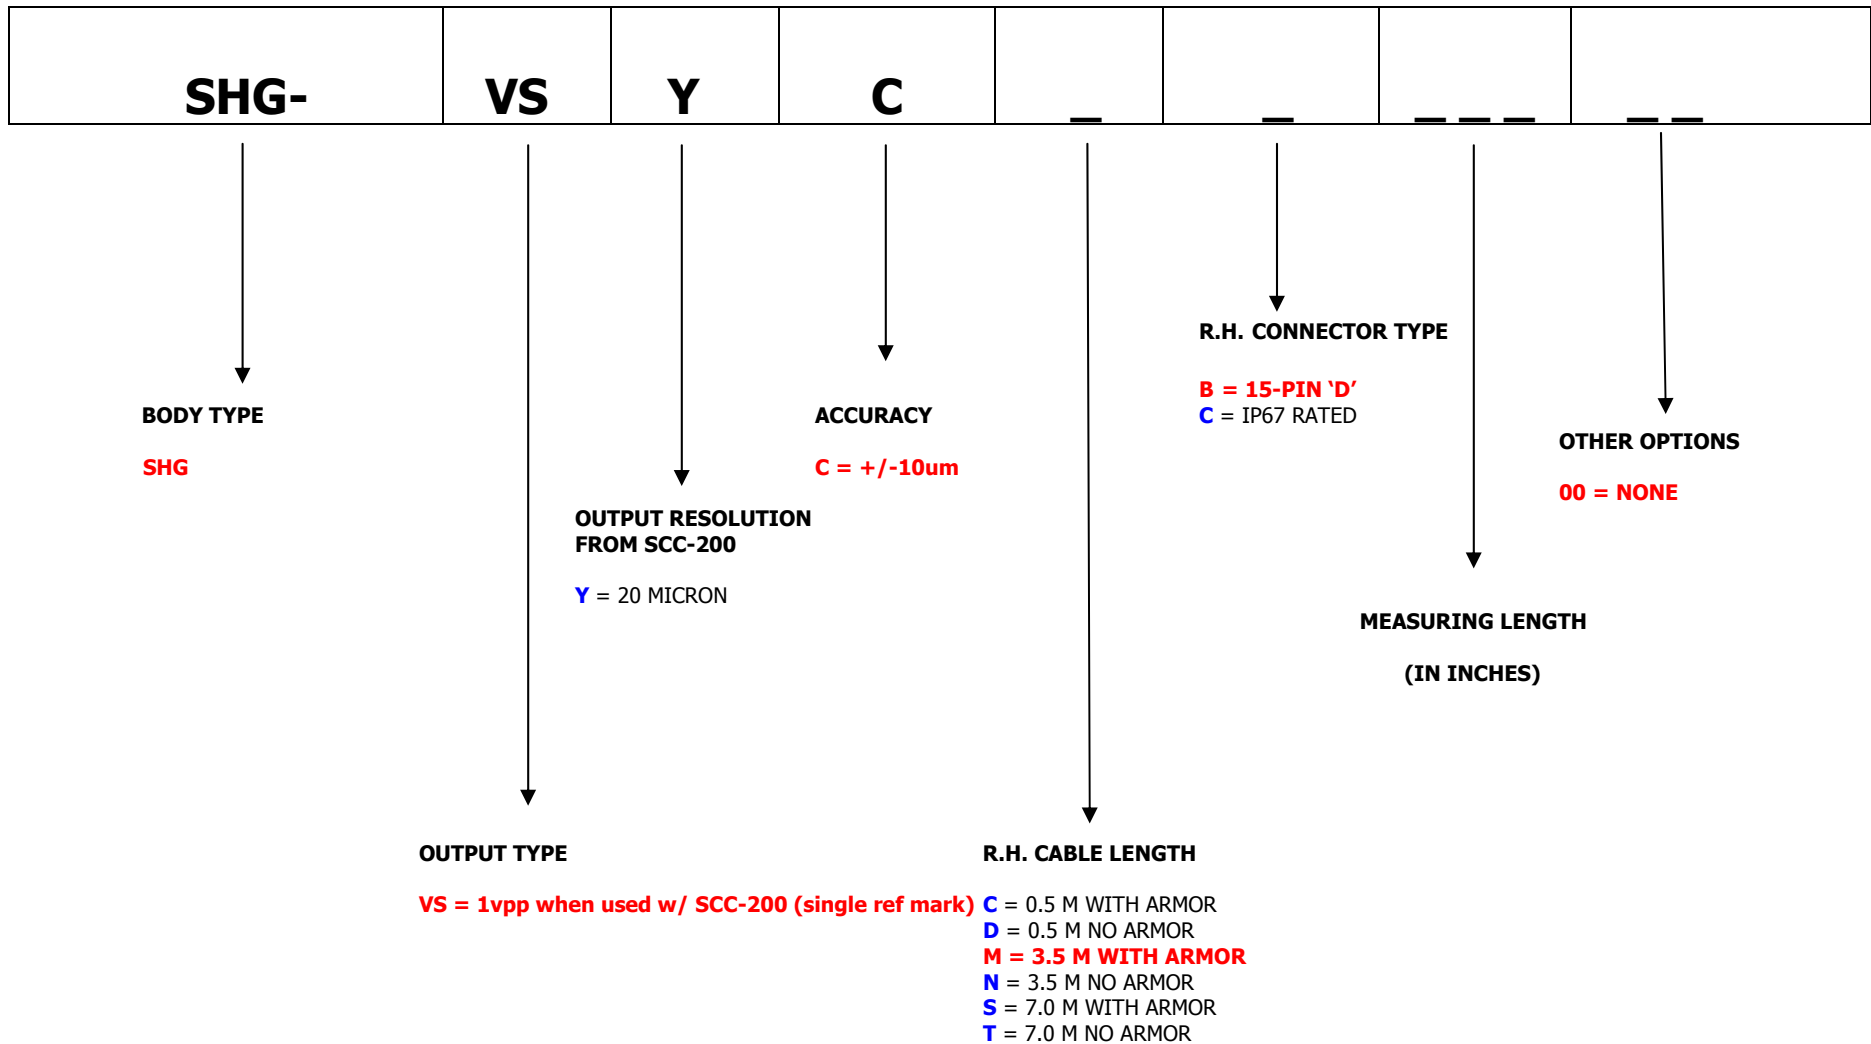 SHG- VS Y C _ _ _ _ _ _ _
BODY TYPE
SHG
OUTPUT TYPE
VS = 1vpp when used w/ SCC-200 (single ref mark)
OUTPUT RESOLUTION
FROM SCC-200
Y = 20 MICRON
ACCURACY
C = +/-10um
R.H. CABLE LENGTH
C = 0.5 M WITH ARMOR
D = 0.5 M NO ARMOR
M = 3.5 M WITH ARMOR
N = 3.5 M NO ARMOR
S = 7.0 M WITH ARMOR
T = 7.0 M NO ARMOR
R.H. CONNECTOR TYPE
B = 15-PIN ‘D’
C = IP67 RATED
MEASURING LENGTH
(IN INCHES)
OTHER OPTIONS
00 = NONE